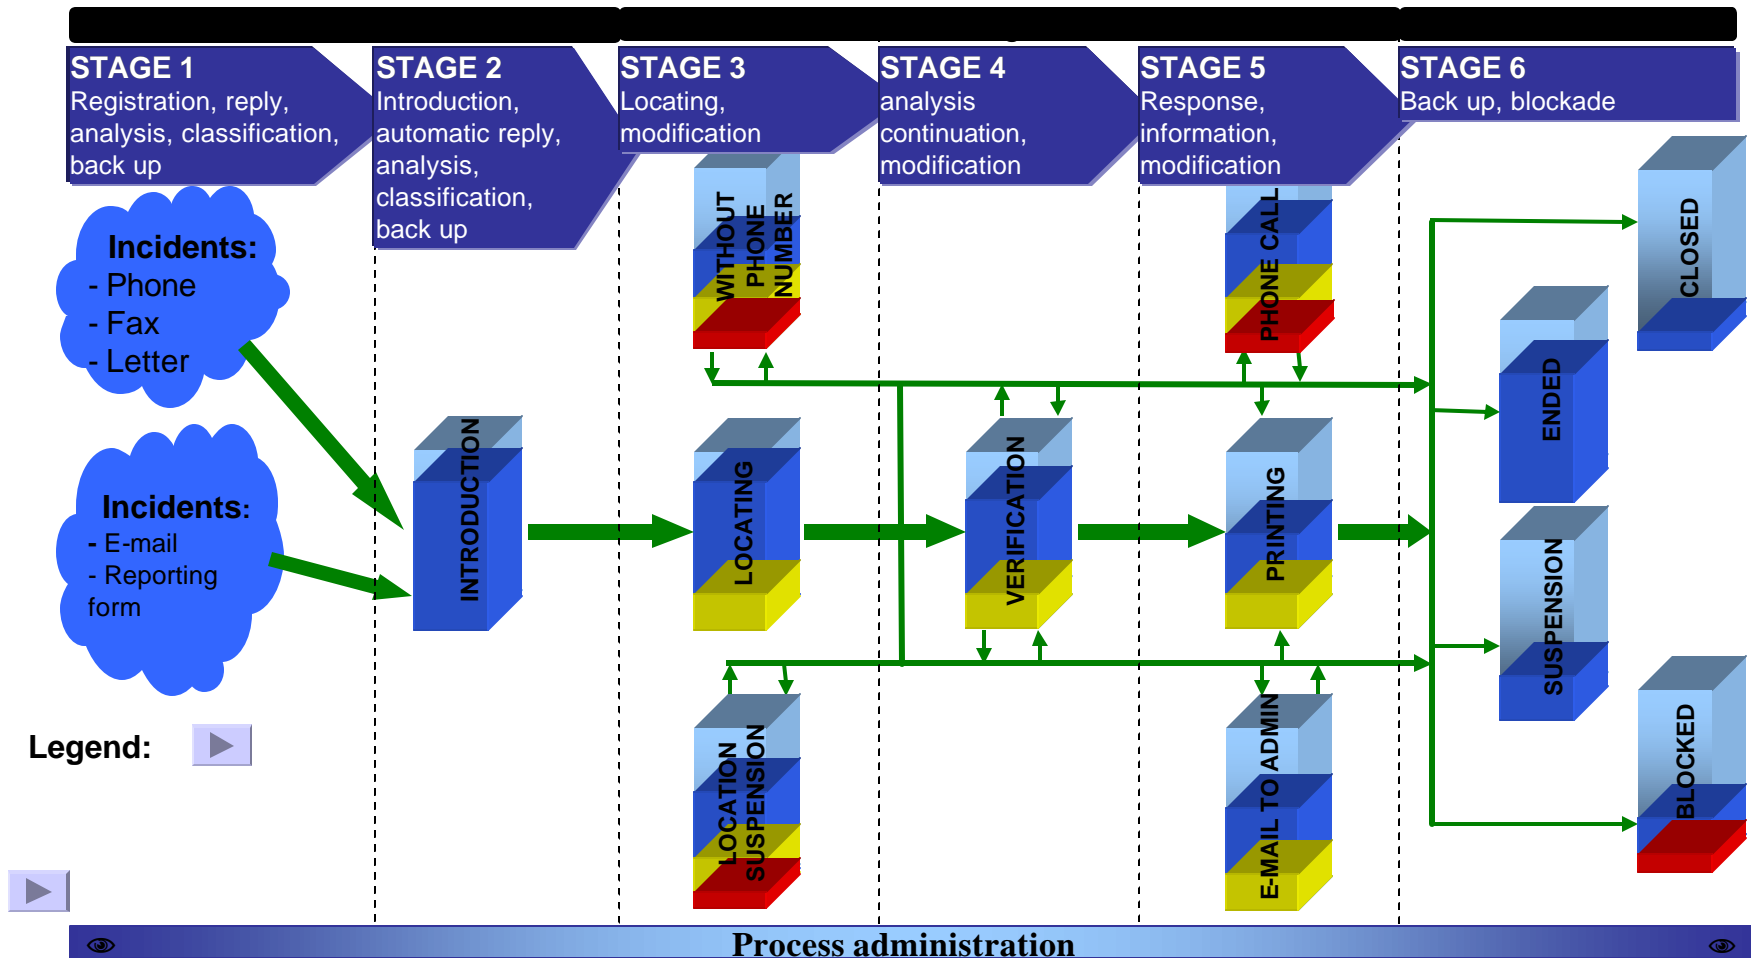 STAGE 1
Registration, reply,
analysis, classification,
back up
STAGE 2
Introduction,
automatic reply,
analysis,
classification,
back up
STAGE 3
Locating,
modification
STAGE 4
analysis
continuation,
modification
STAGE 5
Response,
information,
modification
STAGE 6
Back up, blockade
Incidents:
- Phone
- Fax
- Letter
Incidents:
- E-mail
- Reporting
form
INTRODUCTION
WITHOUT
PHONE
NUMBER
LOCATING
LOCATION
SUSPENSION
VERIFICATION
PHONE CALL
PRINTING
E-MAIL TO ADMIN
CLOSED
ENDED
SUSPENSION
BLOCKED
Legend:
Process administration